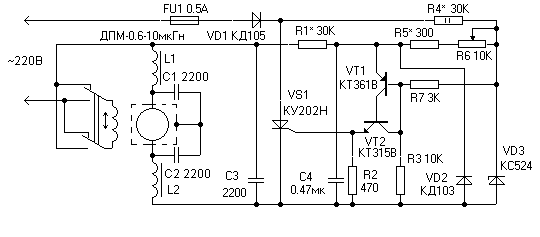 FU1 0.5A
R4* 30K
ДПМ-0.6-10мкГн
VD1 КД105
R1* 30K
R5* 300
R6 10K
~220В
L1
C1 2200
VT1
КТ361В
R7 3K
VS1
КУ202Н
VT2
КТ315В
C2 2200
L2
C3
2200
C4
0.47мк
R2
470
R3 10K
VD2
КД103
VD3
КС524